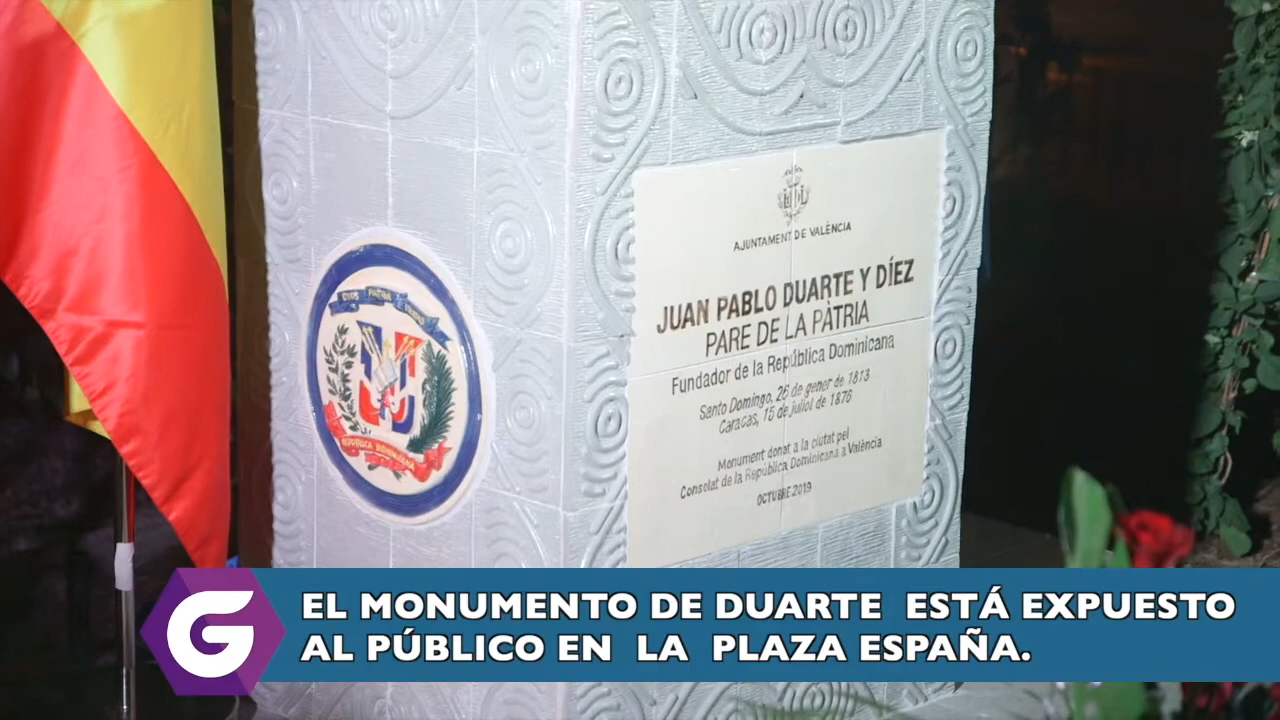 DIOS PATRIA LIBERTAD
REPUBLICA DOMINICANA
AJUNTAMENT DE VALÈNCIA
JUAN PABLO DUARTE Y DÍEZ
PARE DE LA PÀTRIA
Fundador de la República Dominicana
Santo Domingo, 26 de gener de 1813
Caracas, 15 de juliol de 1876
Monument donat a la ciutat pel
Consolat de la República Dominicana a València
OCTUBRE 2019
G
EL MONUMENTO DE DUARTE ESTÁ EXPUESTO
AL PÚBLICO EN LA PLAZA ESPAÑA.